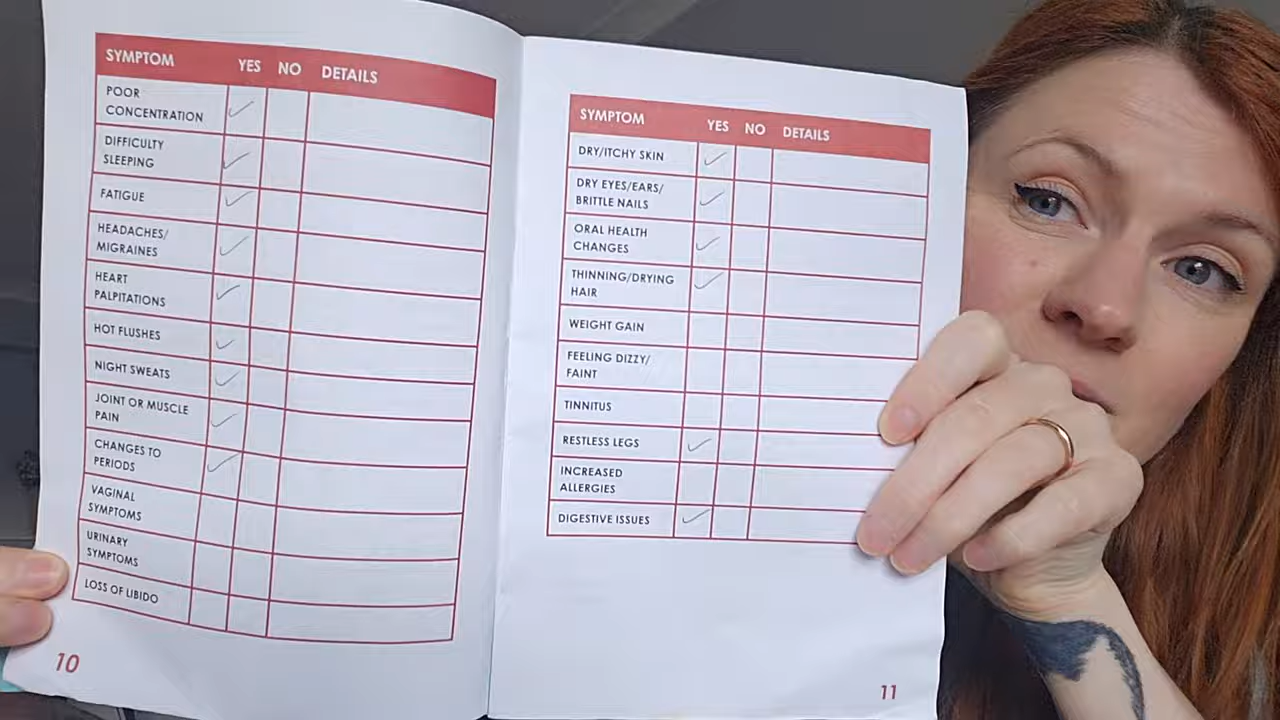 SYMPTOM YES NO DETAILS
POOR
CONCENTRATION ✓
DIFFICULTY
SLEEPING ✓
FATIGUE ✓
HEADACHES/
MIGRAINES ✓
HEART
PALPITATIONS ✓
HOT FLUSHES ✓
NIGHT SWEATS ✓
JOINT OR MUSCLE
PAIN ✓
CHANGES TO
PERIODS ✓
VAGINAL
SYMPTOMS
URINARY
SYMPTOMS
LOSS OF LIBIDO
10
SYMPTOM YES NO DETAILS
DRY/ITCHY SKIN ✓
DRY EYES/EARS/
BRITTLE NAILS ✓
ORAL HEALTH
CHANGES ✓
THINNING/DRYING
HAIR ✓
WEIGHT GAIN
FEELING DIZZY/
FAINT
TINNITUS
RESTLESS LEGS ✓
INCREASED
ALLERGIES
DIGESTIVE ISSUES ✓
11